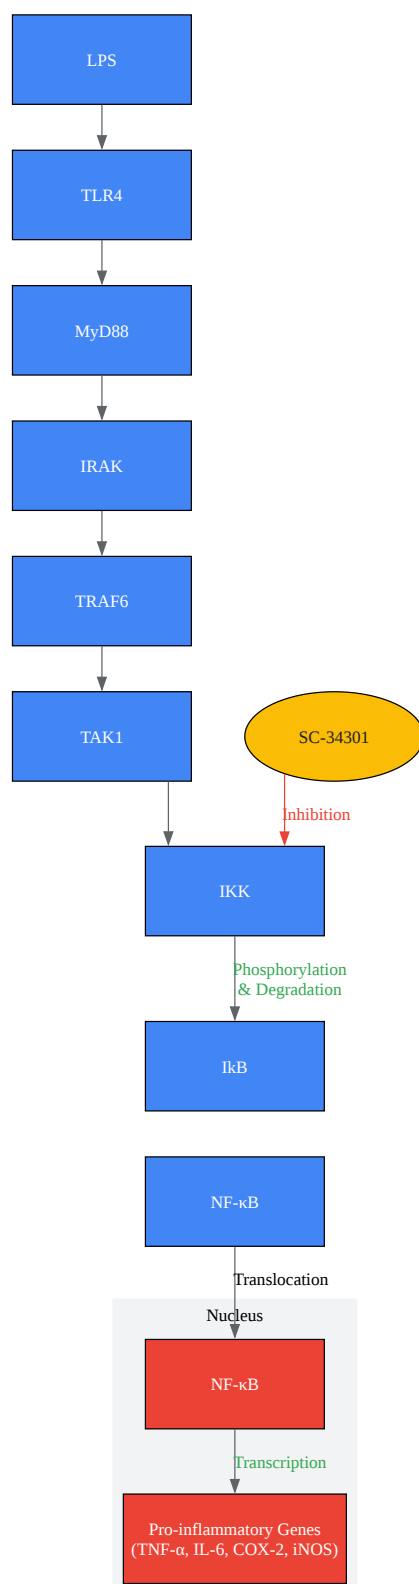 LPS
TLR4
MyD88
IRAK
TRAF6
TAK1
SC-34301
Inhibition
IKK
Phosphorylation
& Degradation
IkB
NF-κB
Translocation
Nucleus
NF-κB
Transcription
Pro-inflammatory Genes
(TNF-α, IL-6, COX-2, iNOS)